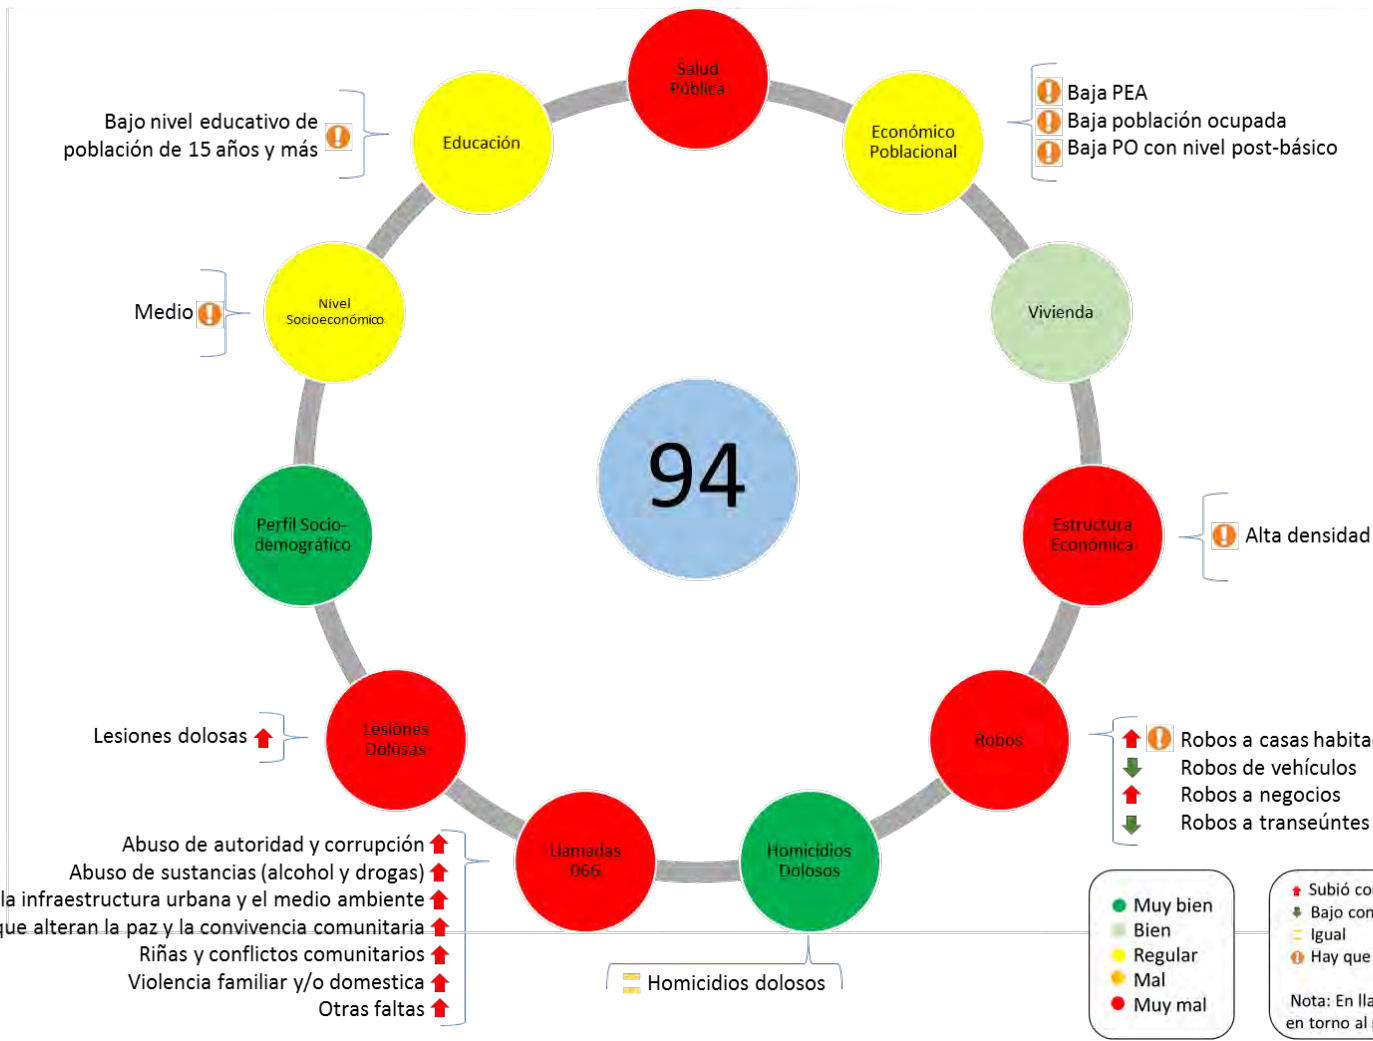 Salud
Pública
Bajo nivel educativo de
población de 15 años y más
Educación
Económico
Poblacional
Baja PEA
Baja población ocupada
Baja PO con nivel post-básico
Medio
Nivel
Socioeconómico
Vivienda
94
Perfil Socio-
demográfico
Estructura
Económica
Alta densidad
Lesiones dolosas
Lesiones
Dolosas
Robos
Robos a casas
Robos de vehículos
Robos a negocios
Robos a transeúntes
Abuso de autoridad y corrupción
Abuso de sustancias (alcohol y drogas)
la infraestructura urbana y el medio ambiente
que alteran la paz y la convivencia comunitaria
Riñas y conflictos comunitarios
Violencia familiar y/o domestica
Otras faltas
Llamadas
066
Homicidios
Dolosos
Homicidios dolosos
Muy bien
Bien
Regular
Mal
Muy mal
Subió
Bajo
Igual
Hay que
Nota: En
en torno al